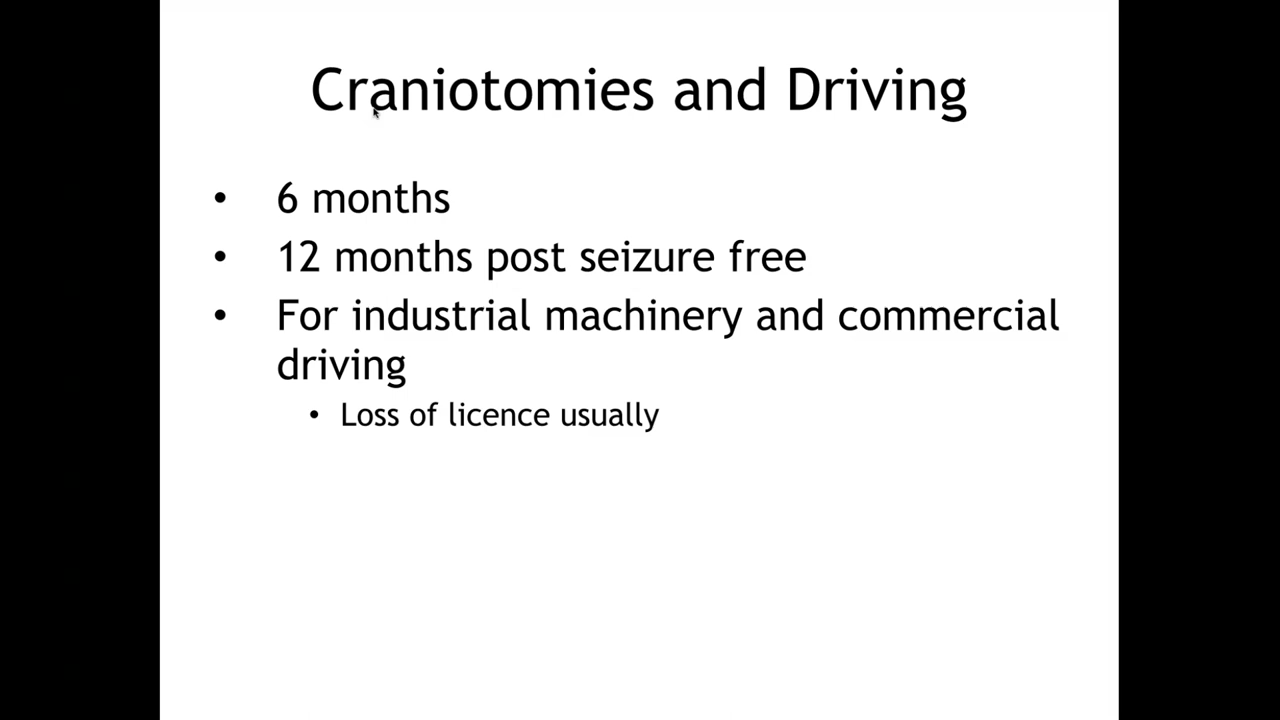 Craniotomies and Driving
• 6 months
• 12 months post seizure free
• For industrial machinery and commercial
driving
• Loss of licence usually